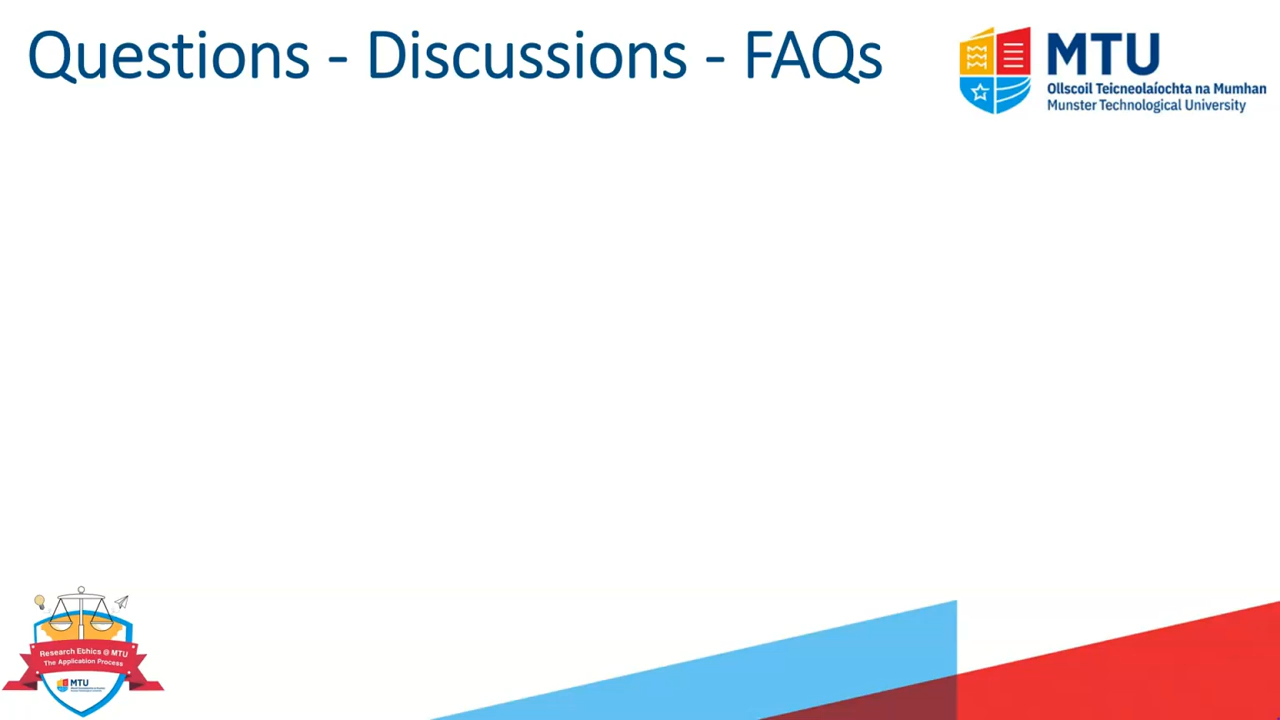 Questions - Discussions - FAQs
MTU
Ollscoil Teicneolaíochta na Mumhan
Munster Technological University
Research Ethics @ MTU
The Application Process
MTU